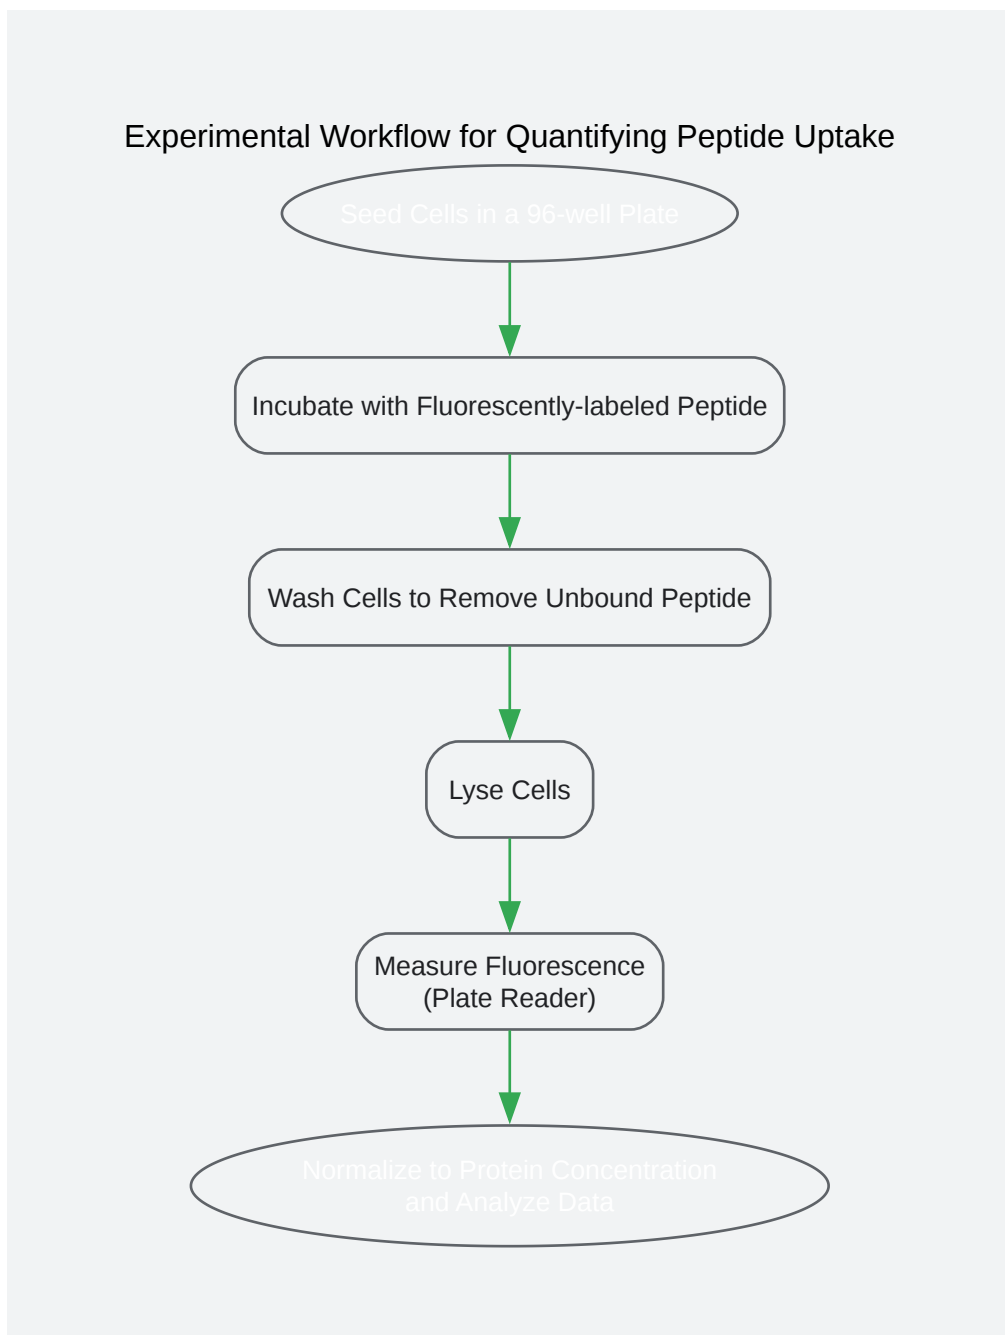 Experimental Workflow for Quantifying Peptide Uptake
Seed Cells in a 96-well Plate
Incubate with Fluorescently-labeled Peptide
Wash Cells to Remove Unbound Peptide
Lyse Cells
Measure Fluorescence
(Plate Reader)
Normalize to Protein Concentration
and Analyze Data